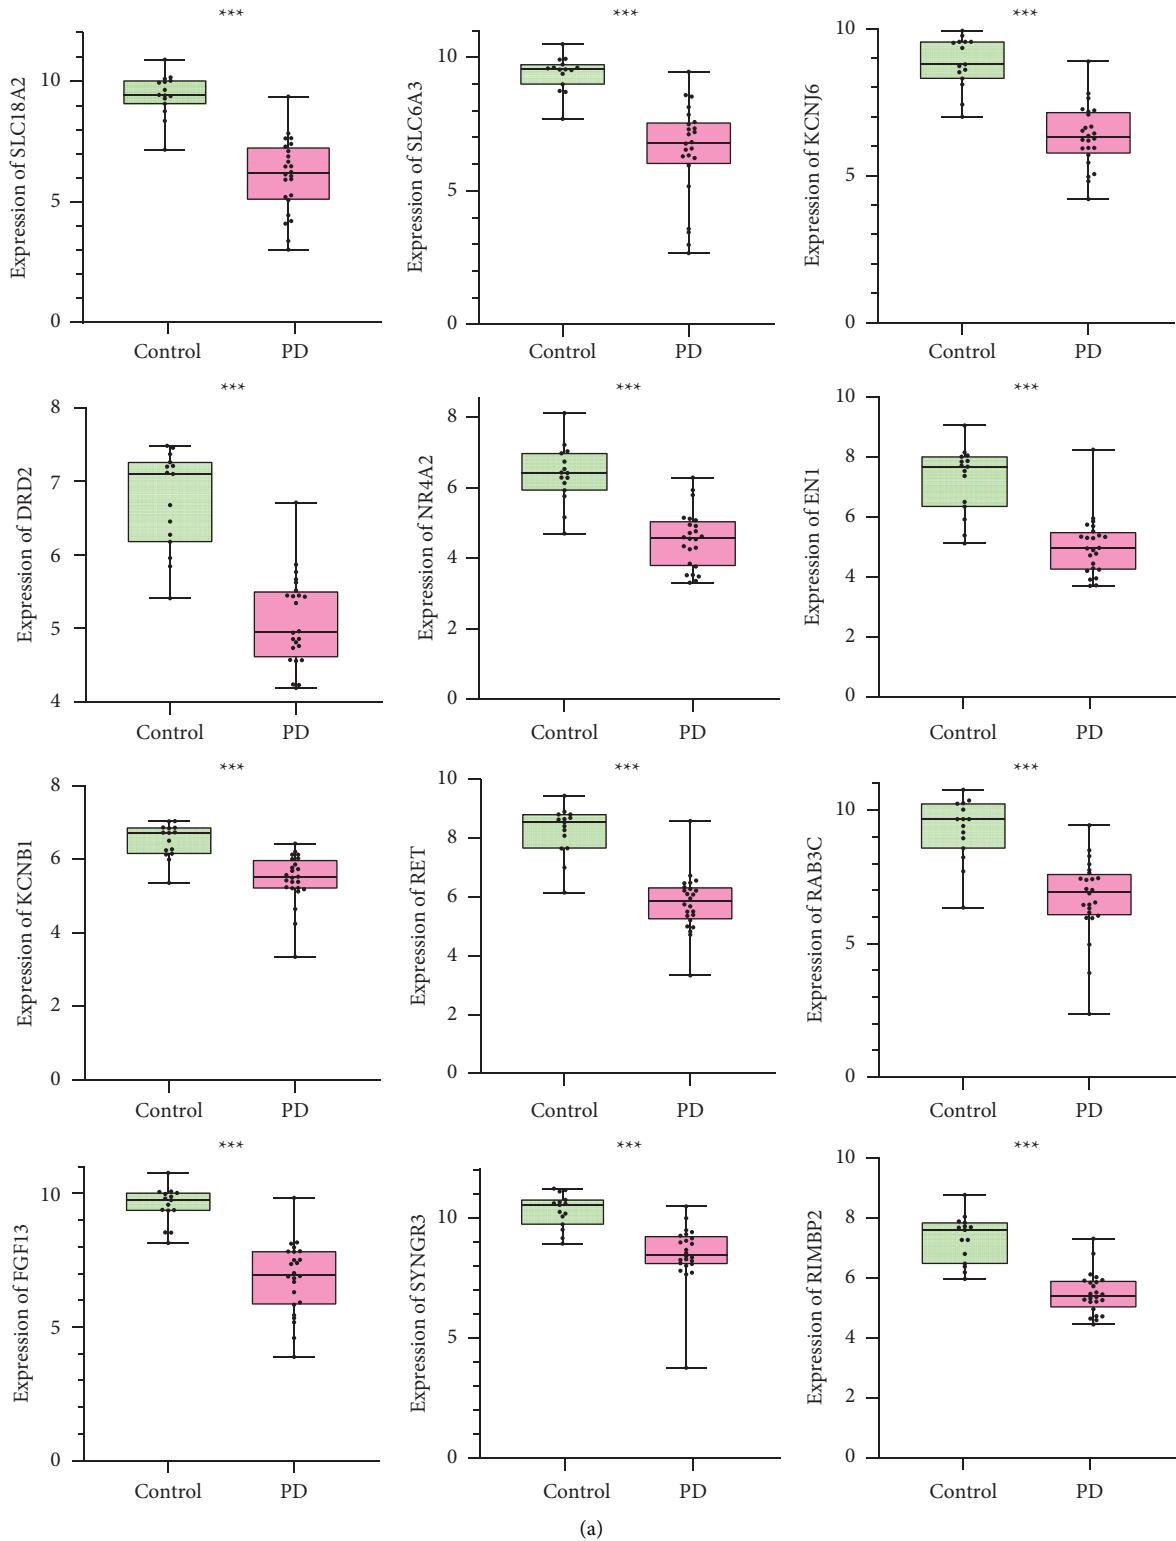 ***
Expression of SLC18A2
10
5
0
Control
PD
***
Expression of SLC6A3
10
5
0
Control
PD
***
Expression of KCNJ6
10
5
0
Control
PD
***
Expression of DRD2
8
7
6
5
4
Control
PD
***
Expression of NR4A2
8
6
4
2
0
Control
PD
***
Expression of EN1
10
8
6
4
2
0
Control
PD
***
Expression of KCNB1
8
6
4
2
0
Control
PD
***
Expression of RET
10
8
6
4
2
0
Control
PD
***
Expression of RAB3C
10
5
0
Control
PD
***
Expression of FGF13
10
5
0
Control
PD
***
Expression of SYNGR3
10
5
0
Control
PD
***
Expression of RIMBP2
10
8
6
4
2
0
Control
PD
(a)